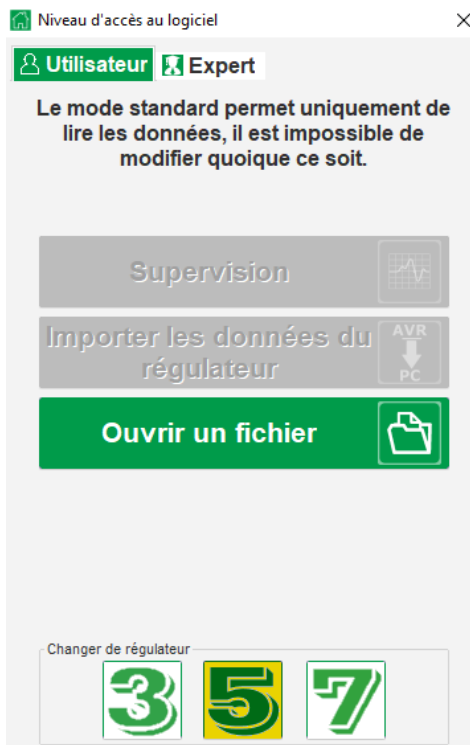 Niveau d'accès au logiciel
Utilisateur Expert
Le mode standard permet uniquement de
lire les données, il est impossible de
modifier quoique ce soit.
Supervision
Importer les données du
régulateur
AVR
PC
Ouvrir un fichier
Changer de régulateur
3 5 7